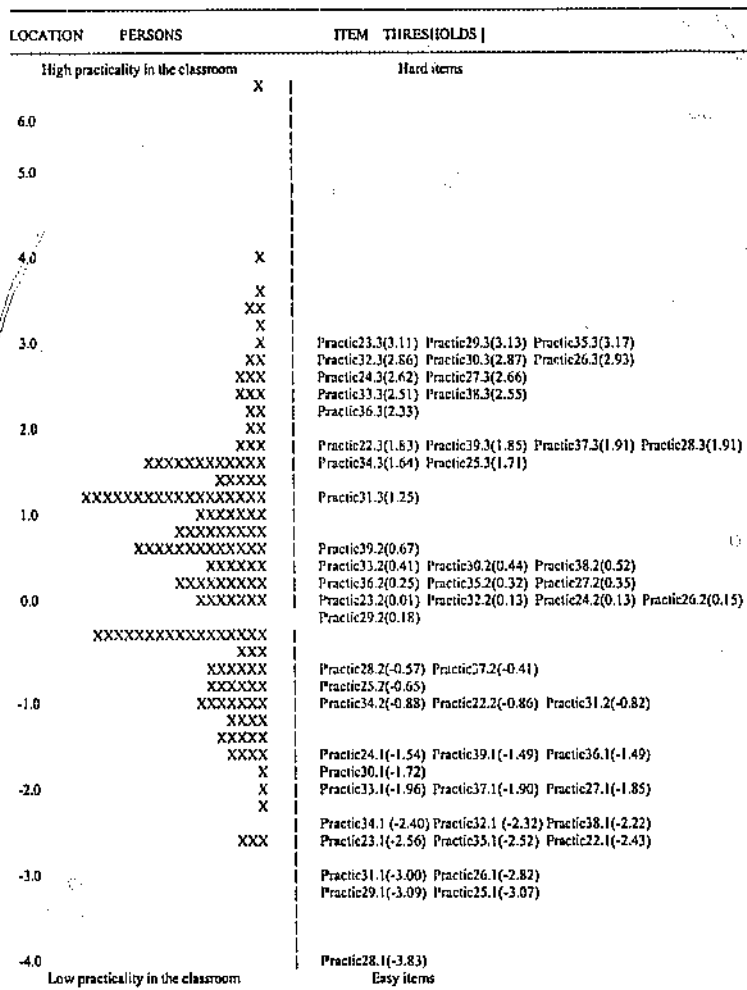 LOCATION PERSONS ITEM THRESHOLDS |
High practicality in the classroom Hard items
X |
6.0
5.0
4.0 X
X
XX
X
3.0 X | Practic23.3(3.11) Practic29.3(3.13) Practic35.3(3.17)
XX | Practic32.3(2.86) Practic30.3(2.87) Practic26.3(2.93)
XXX | Practic24.3(2.62) Practic27.3(2.66)
XXX | Practic33.3(2.51) Practic38.3(2.55)
XX | Practic36.3(2.33)
2.0 XX
XXX | Practic22.3(1.83) Practic39.3(1.85) Practic37.3(1.91) Practic28.3(1.91)
XXXXXXXXXXXX | Practic34.3(1.64) Practic25.3(1.71)
XXXXX
XXXXXXXXXXXXXXXXXX | Practic31.3(1.25)
1.0 XXXXXXX
XXXXXXXXX
XXXXXXXXXXXXX | Practic39.2(0.67)
XXXXXX | Practic33.2(0.41) Practic30.2(0.44) Practic38.2(0.52)
XXXXXXXXX | Practic36.2(0.25) Practic35.2(0.32) Practic27.2(0.35)
0.0 XXXXXXX | Practic23.2(0.01) Practic32.2(0.13) Practic24.2(0.13) Practic26.2(0.15)
Practic29.2(0.18)
XXXXXXXXXXXXXXXXX
XXX
XXXXXX | Practic28.2(-0.57) Practic37.2(-0.41)
XXXXXX | Practic25.2(-0.65)
-1.0 XXXXXXX | Practic34.2(-0.88) Practic22.2(-0.86) Practic31.2(-0.82)
XXXX
XXXXX
XXXX | Practic24.1(-1.54) Practic39.1(-1.49) Practic36.1(-1.49)
X | Practic30.1(-1.72)
-2.0 X | Practic33.1(-1.96) Practic37.1(-1.90) Practic27.1(-1.85)
X
Practic34.1 (-2.40) Practic32.1 (-2.32) Practic38.1(-2.22)
XXX | Practic23.1(-2.56) Practic35.1(-2.52) Practic22.1(-2.43)
-3.0 | Practic31.1(-3.00) Practic26.1(-2.82)
Practic29.1(-3.09) Practic25.1(-3.07)
-4.0 | Practic28.1(-3.83)
Low practicality in the classroom Easy items